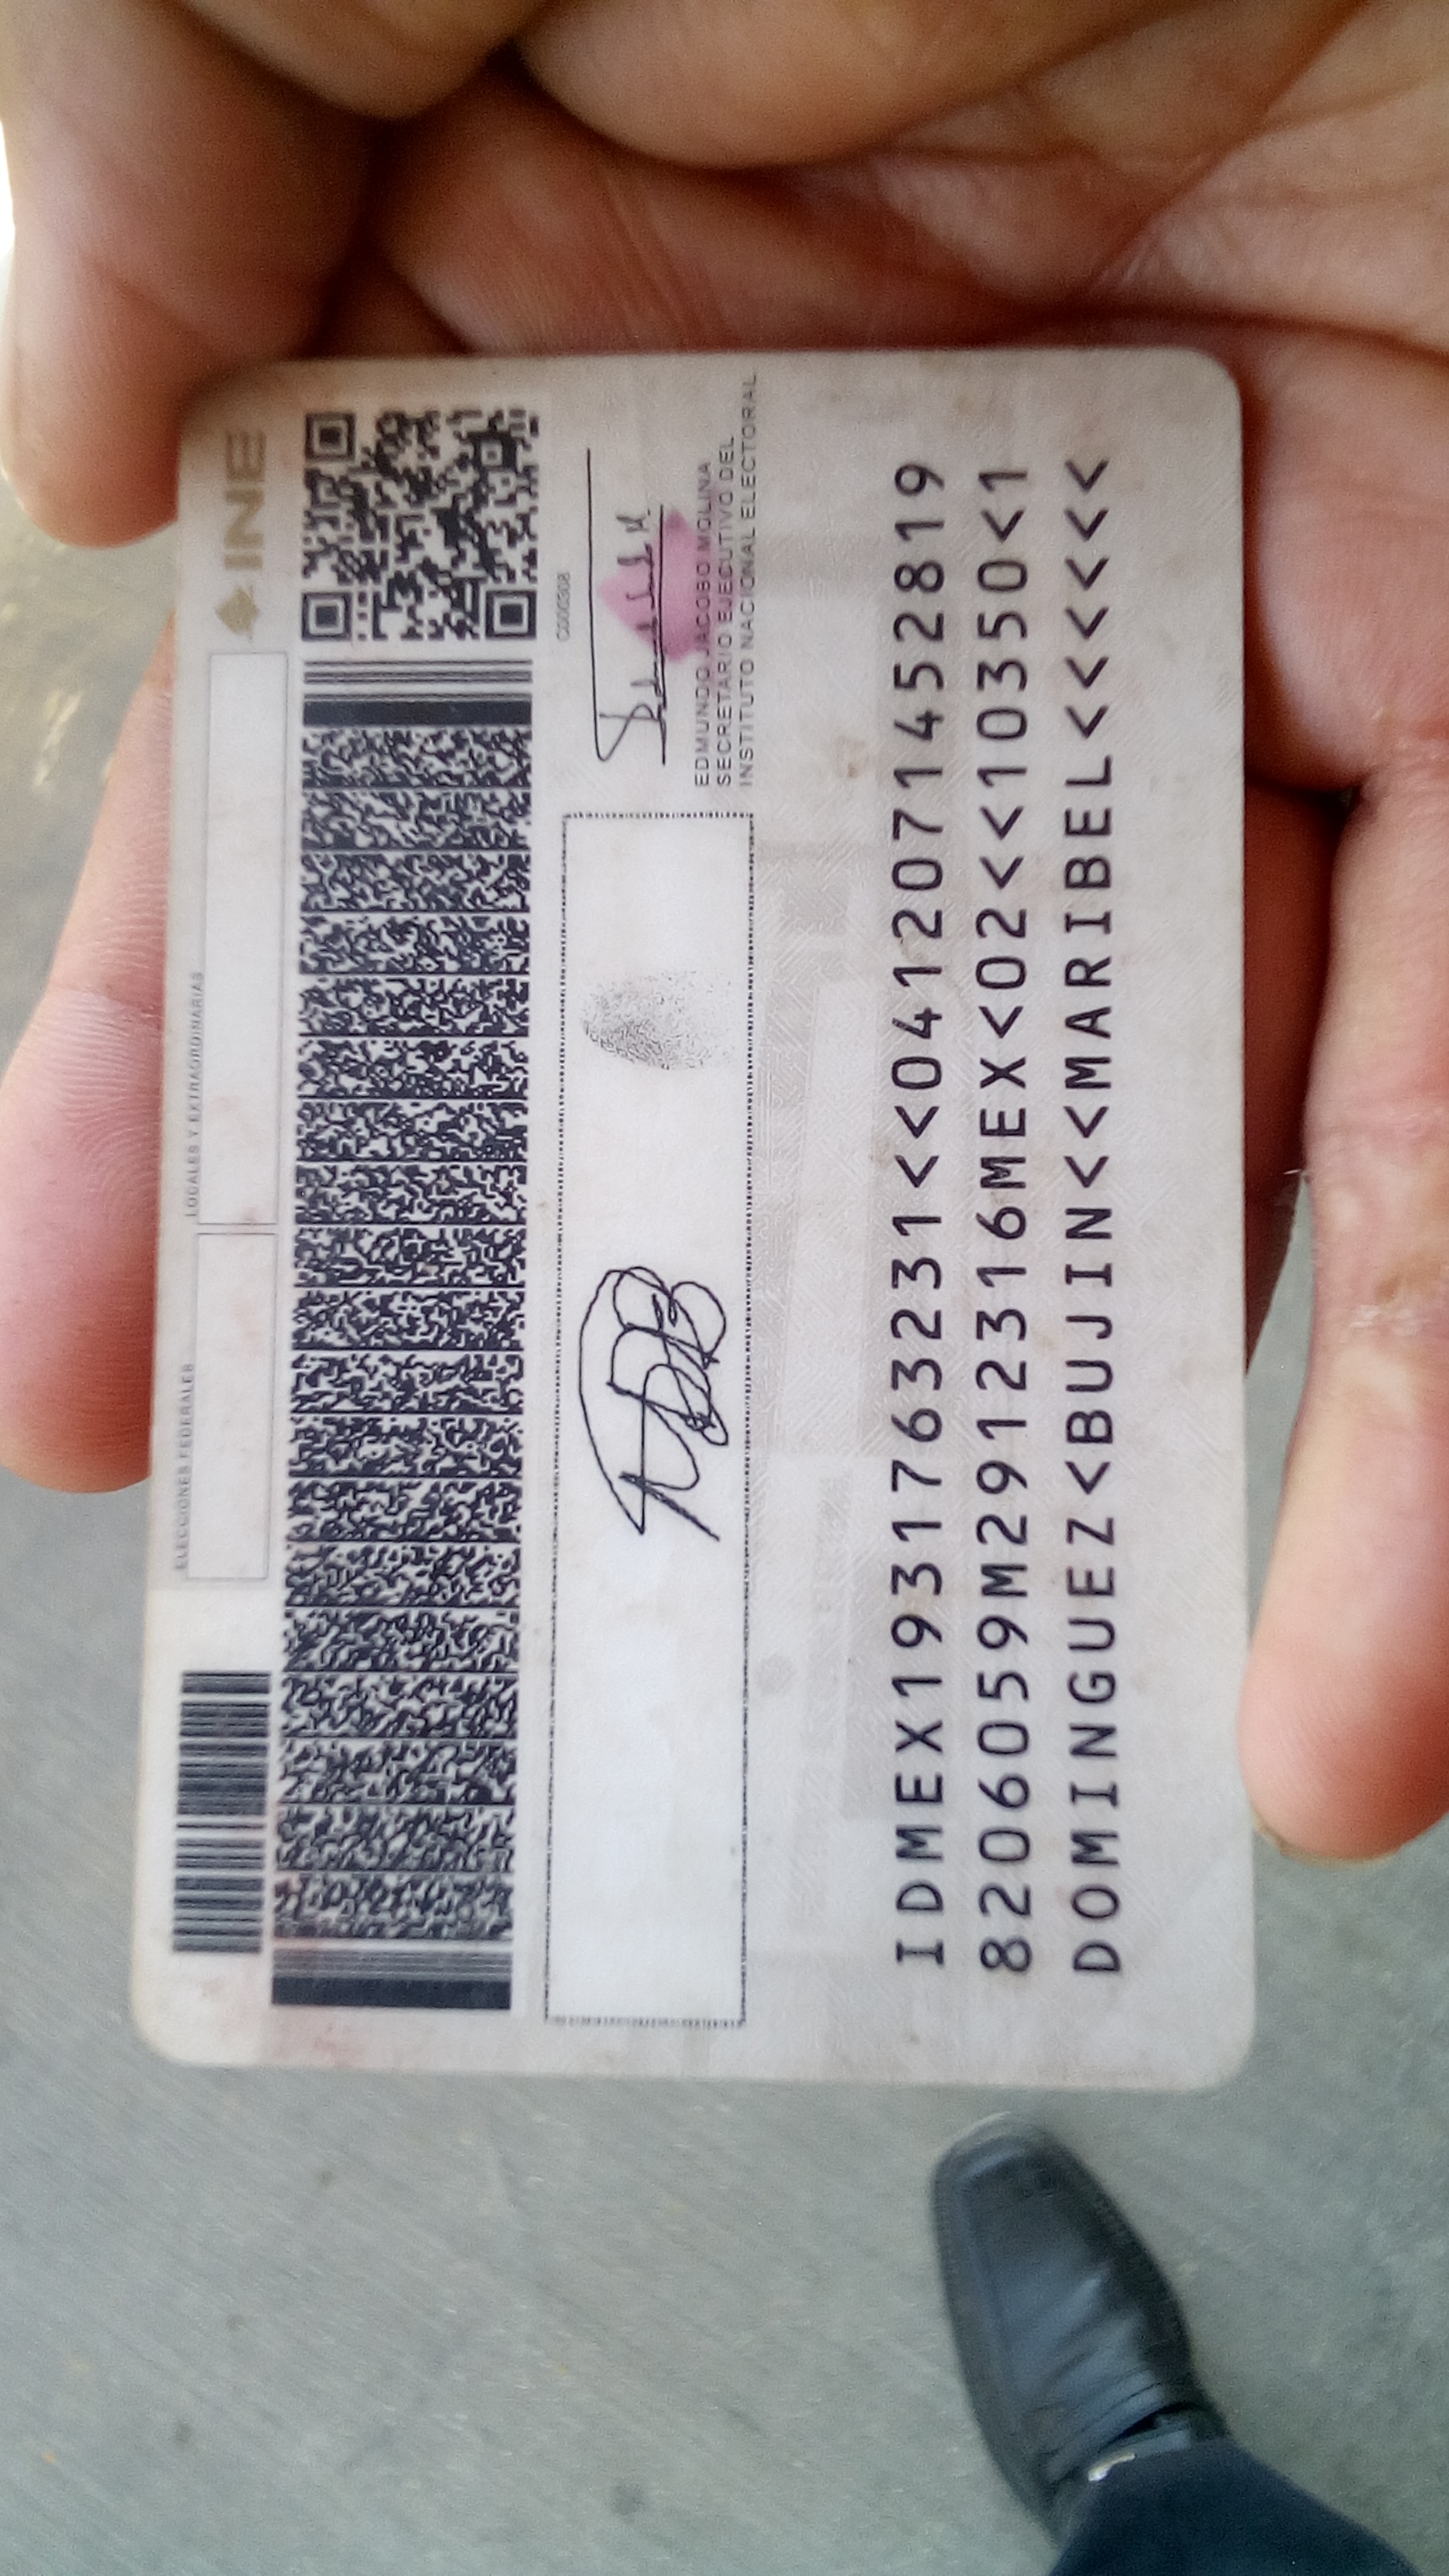 INE
ELECCIONES FEDERALES
LOCALES Y EXTRAORDINARIAS
EDMUNDO JACOBO MOLINA
SECRETARIO EJECUTIVO DEL
INSTITUTO NACIONAL ELECTORAL
IDMEX1931763231<<0412071452819
8206059M2912316MEX<02<<10350<1
DOMINGUEZ<BUJIN<<MARIBEL<<<<<<